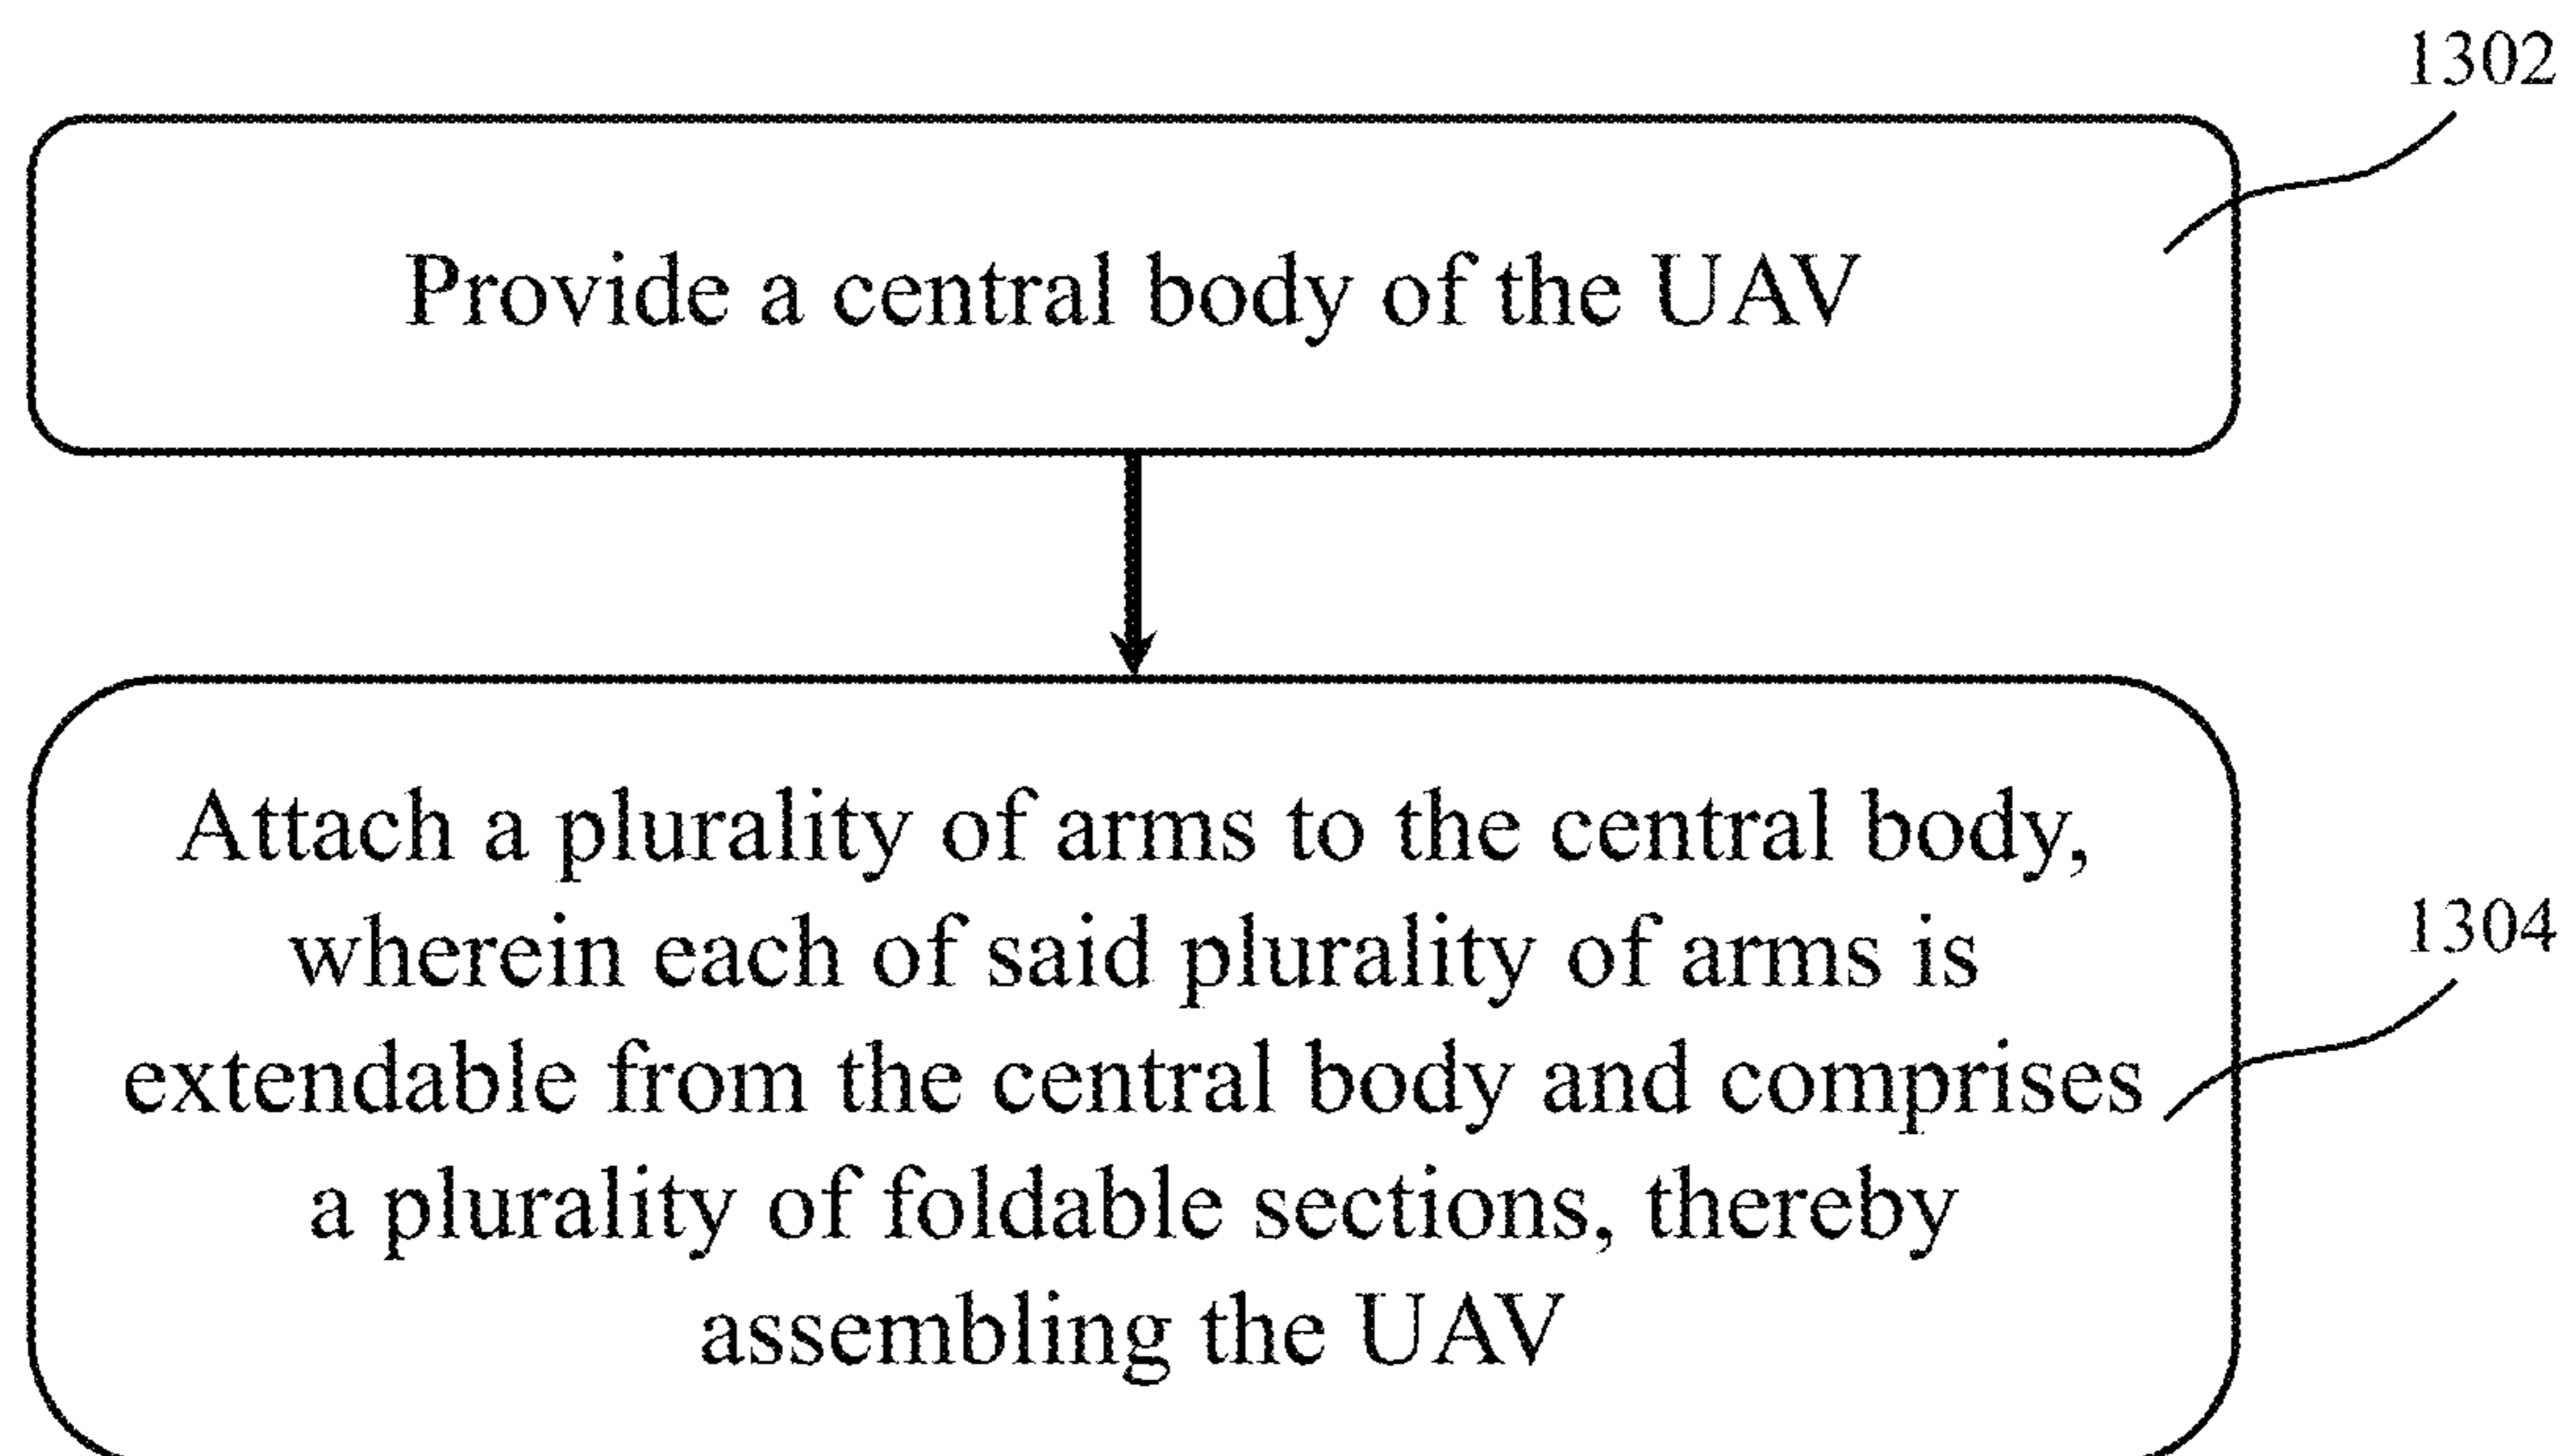 1302
Provide a central body of the UAV
Attach a plurality of arms to the central body,
wherein each of said plurality of arms is
1304
extendable from the central body and comprises
a plurality of foldable sections, thereby
assembling the UAV